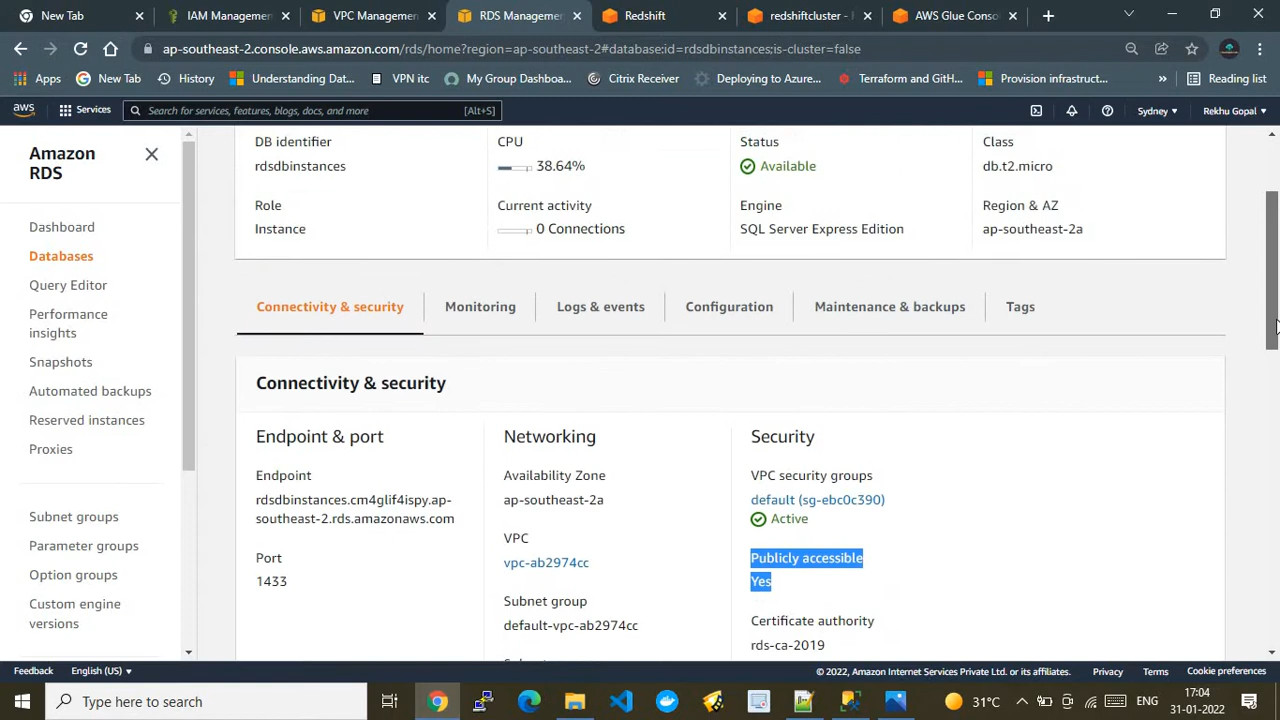 New Tab
IAM Managemen
VPC Managemen
RDS Managemen
Redshift
redshiftcluster -
AWS Glue Conso
ap-southeast-2.console.aws.amazon.com/rds/home?region=ap-southeast-2#database:id=rdsdbinstances;is-cluster=false
Apps
New Tab
History
Understanding Dat...
VPN itc
My Group Dashboa...
Citrix Receiver
Deploying to Azure...
Terraform and GitH...
Provision infrastruct...
»
Reading list
aws
Services
Search for services, features, blogs, docs, and more
[Alt+S]
Sydney
Rekhu Gopal
Amazon
RDS
Dashboard
Databases
Query Editor
Performance
insights
Snapshots
Automated backups
Reserved instances
Proxies
Subnet groups
Parameter groups
Option groups
Custom engine
versions
DB identifier
rdsdbinstances
CPU
38.64%
Status
Available
Class
db.t2.micro
Role
Instance
Current activity
0 Connections
Engine
SQL Server Express Edition
Region & AZ
ap-southeast-2a
Connectivity & security
Monitoring
Logs & events
Configuration
Maintenance & backups
Tags
Connectivity & security
Endpoint & port
Endpoint
rdsdbinstances.cm4glif4ispy.ap-
southeast-2.rds.amazonaws.com
Port
1433
Networking
Availability Zone
ap-southeast-2a
VPC
vpc-ab2974cc
Subnet group
default-vpc-ab2974cc
Security
VPC security groups
default (sg-ebc0c390)
Active
Publicly accessible
Yes
Certificate authority
rds-ca-2019
Feedback
English (US)
© 2022, Amazon Internet Services Private Ltd. or its affiliates.
Privacy
Terms
Cookie preferences
Type here to search
31°C
ENG
17:04
31-01-2022